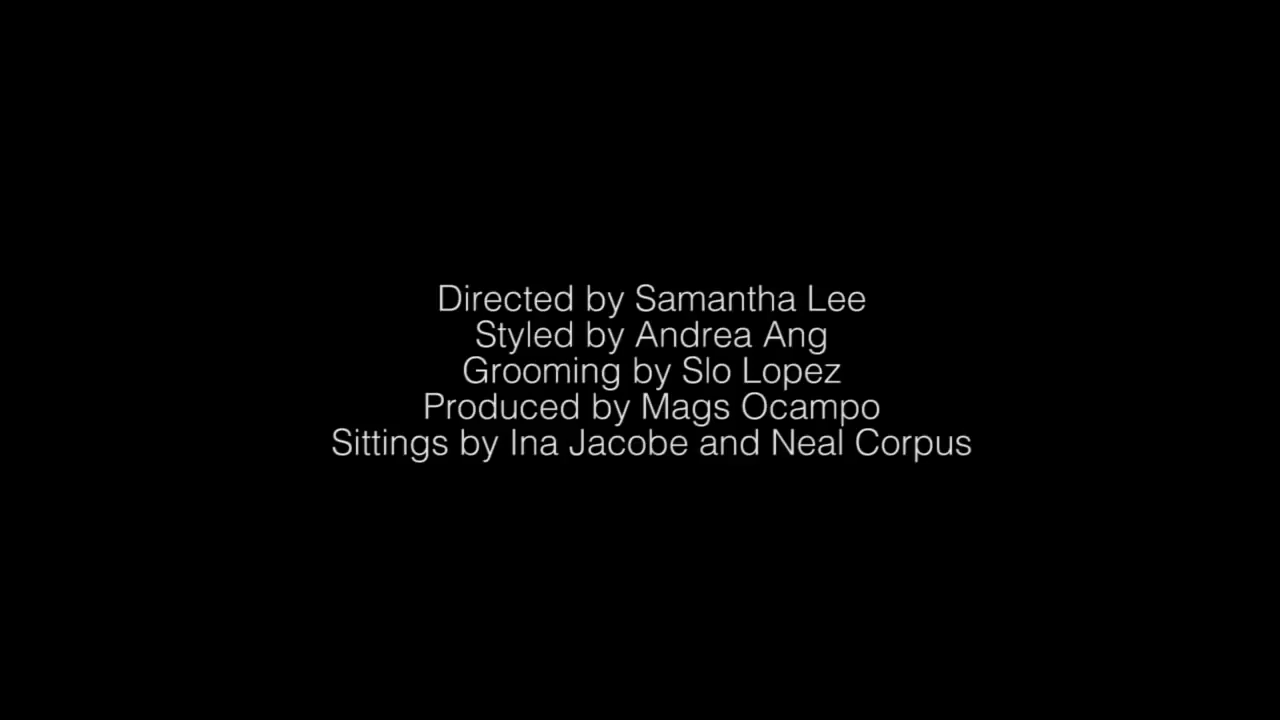 Directed by Samantha Lee
Styled by Andrea Ang
Grooming by Slo Lopez
Produced by Mags Ocampo
Sittings by Ina Jacobe and Neal Corpus